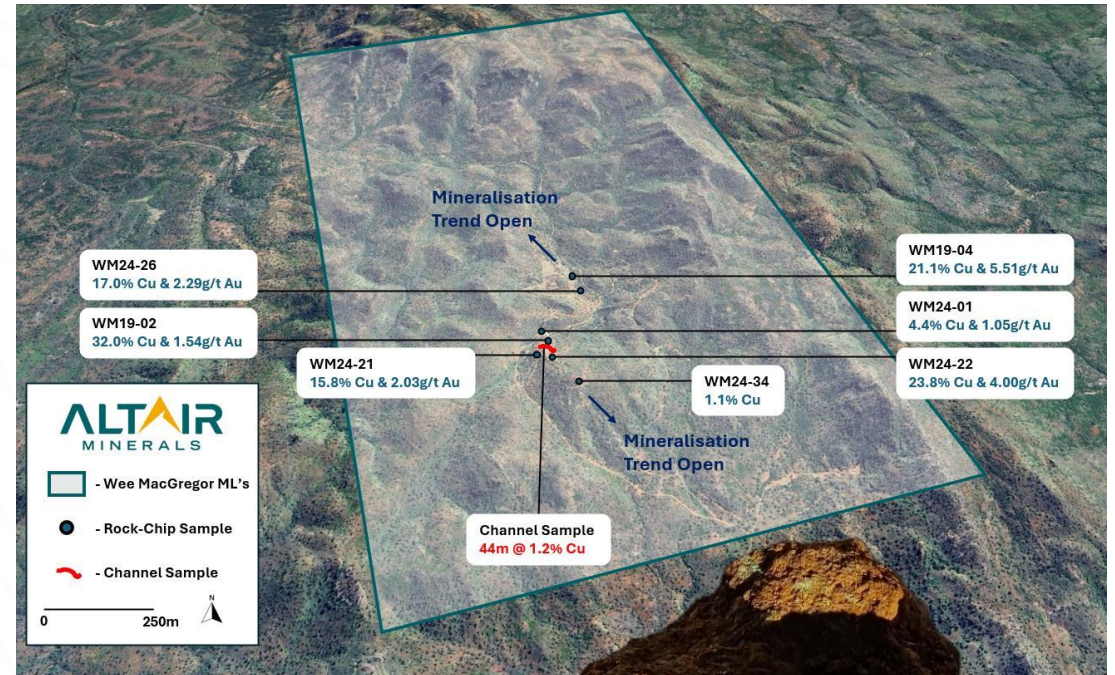 Mineralisation
Trend Open
WM24-26
17.0% Cu & 2.29g/t Au
WM19-02
32.0% Cu & 1.54g/t Au
WM24-21
15.8% Cu & 2.03g/t Au
WM19-04
21.1% Cu & 5.51g/t Au
WM24-01
4.4% Cu & 1.05g/t Au
WM24-22
23.8% Cu & 4.00g/t Au
WM24-34
1.1% Cu
Mineralisation
Trend Open
Channel Sample
44m @ 1.2% Cu
ALTAIR
MINERALS
- Wee MacGregor ML's
- Rock-Chip Sample
- Channel Sample
0 250m
N